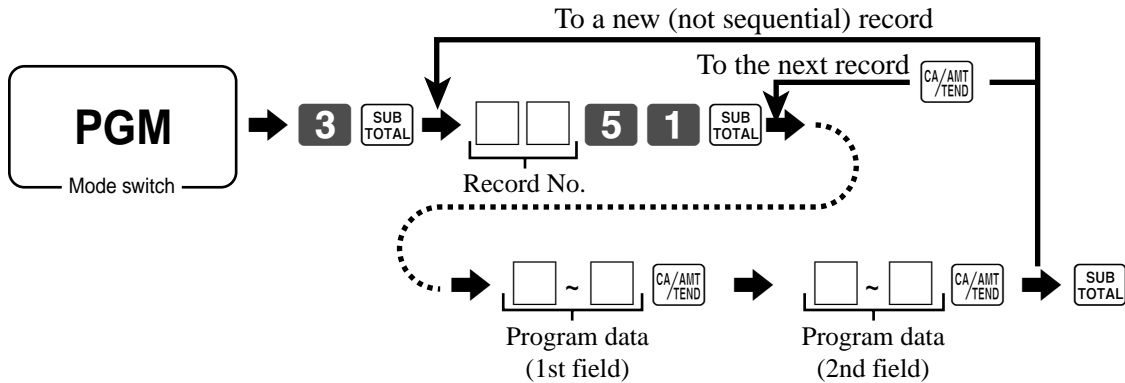 To a new (not sequential) record
To the next record
CA/AMT
/TEND
PGM
Mode switch
3
SUB
TOTAL
5 1
SUB
TOTAL
Record No.
~
CA/AMT
/TEND
~
CA/AMT
/TEND
SUB
TOTAL
Program data
(1st field)
Program data
(2nd field)